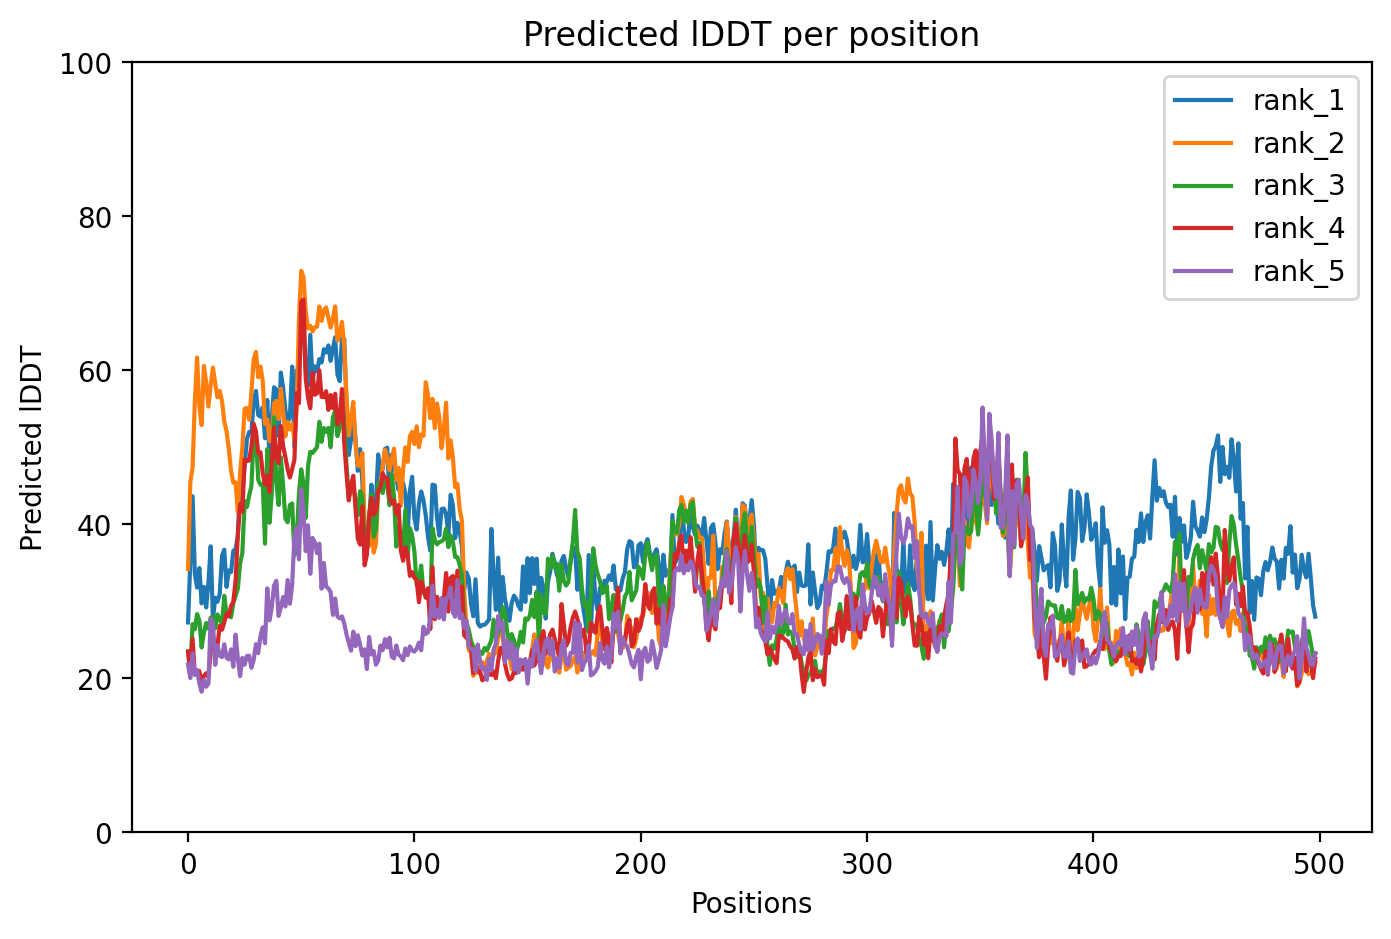 Predicted lDDT per position
100
80
60
40
20
0
Predicted lDDT
0 100 200 300 400 500
Positions
rank_1
rank_2
rank_3
rank_4
rank_5